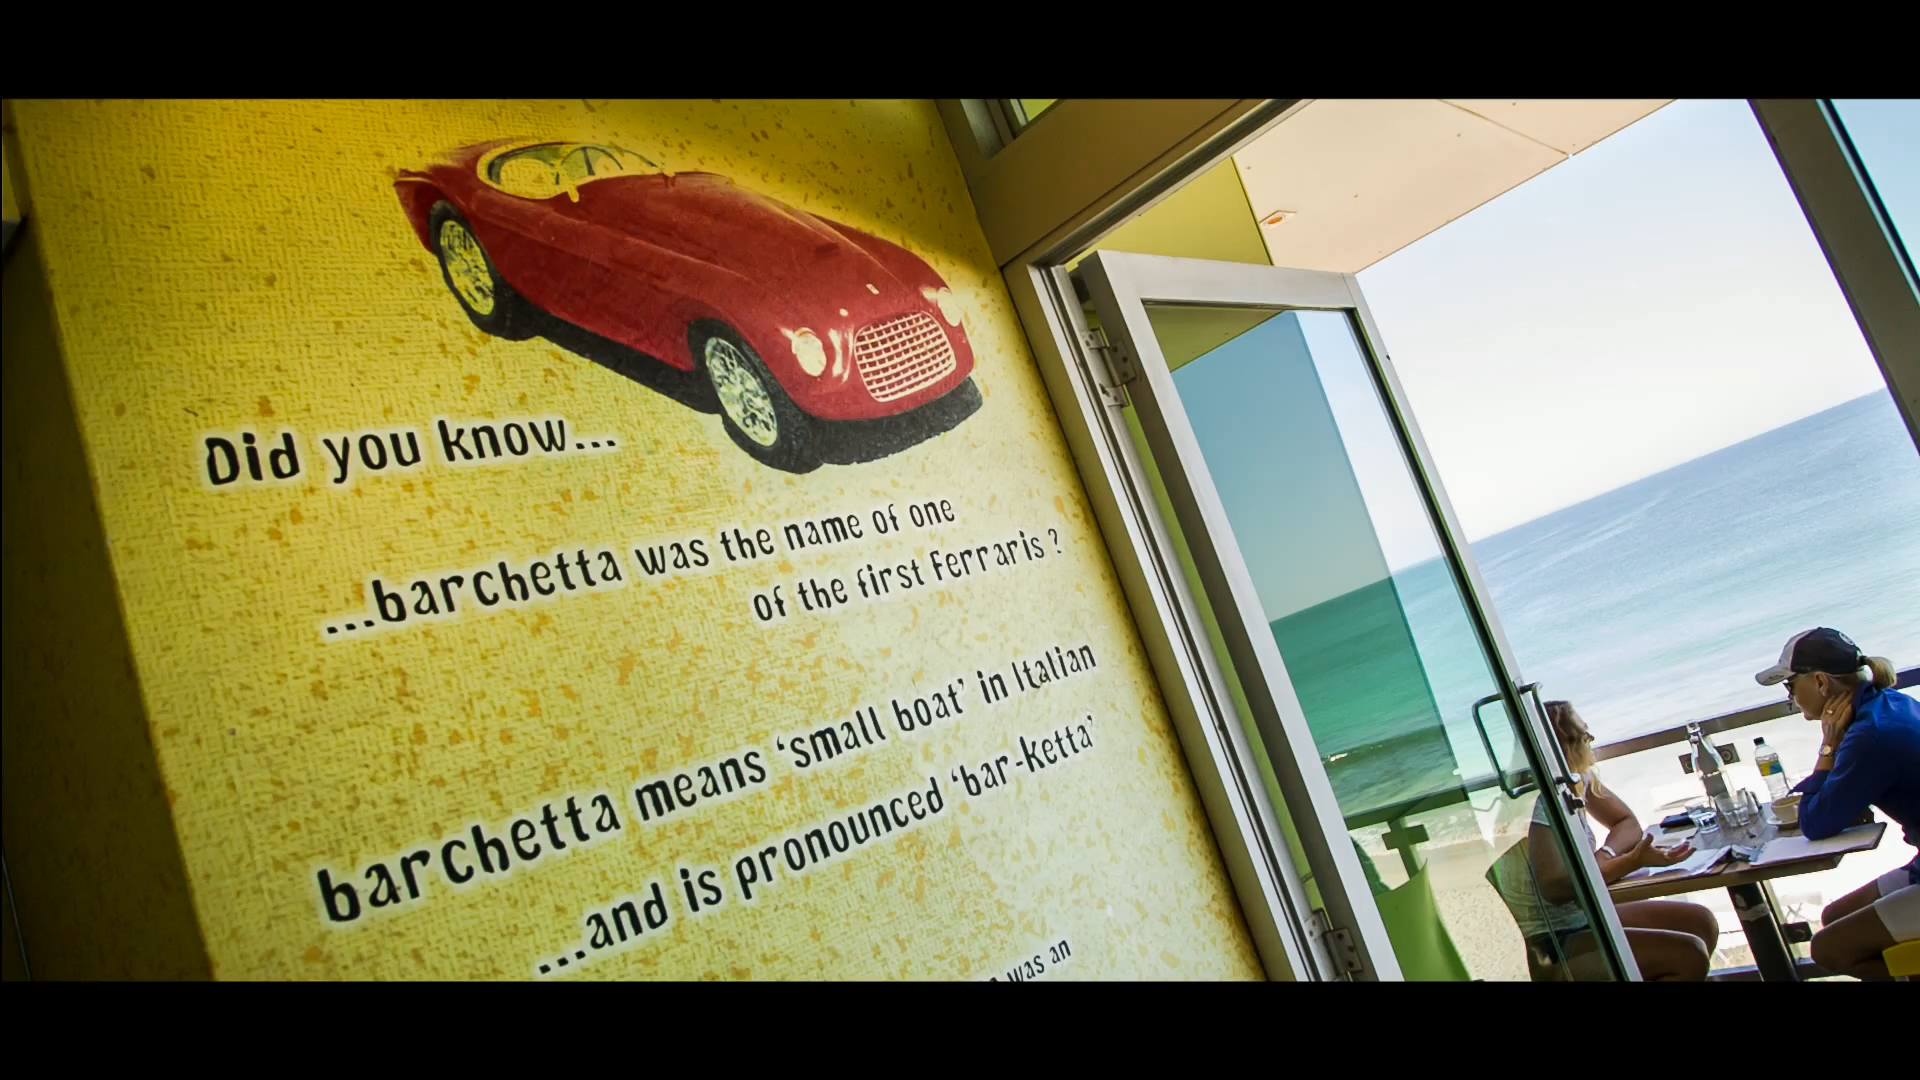 Did you know...
...barchetta was the name of one
of the first Ferraris ?
barchetta means ‘small boat’ in Italian
...and is pronounced ‘bar-ketta’
was an